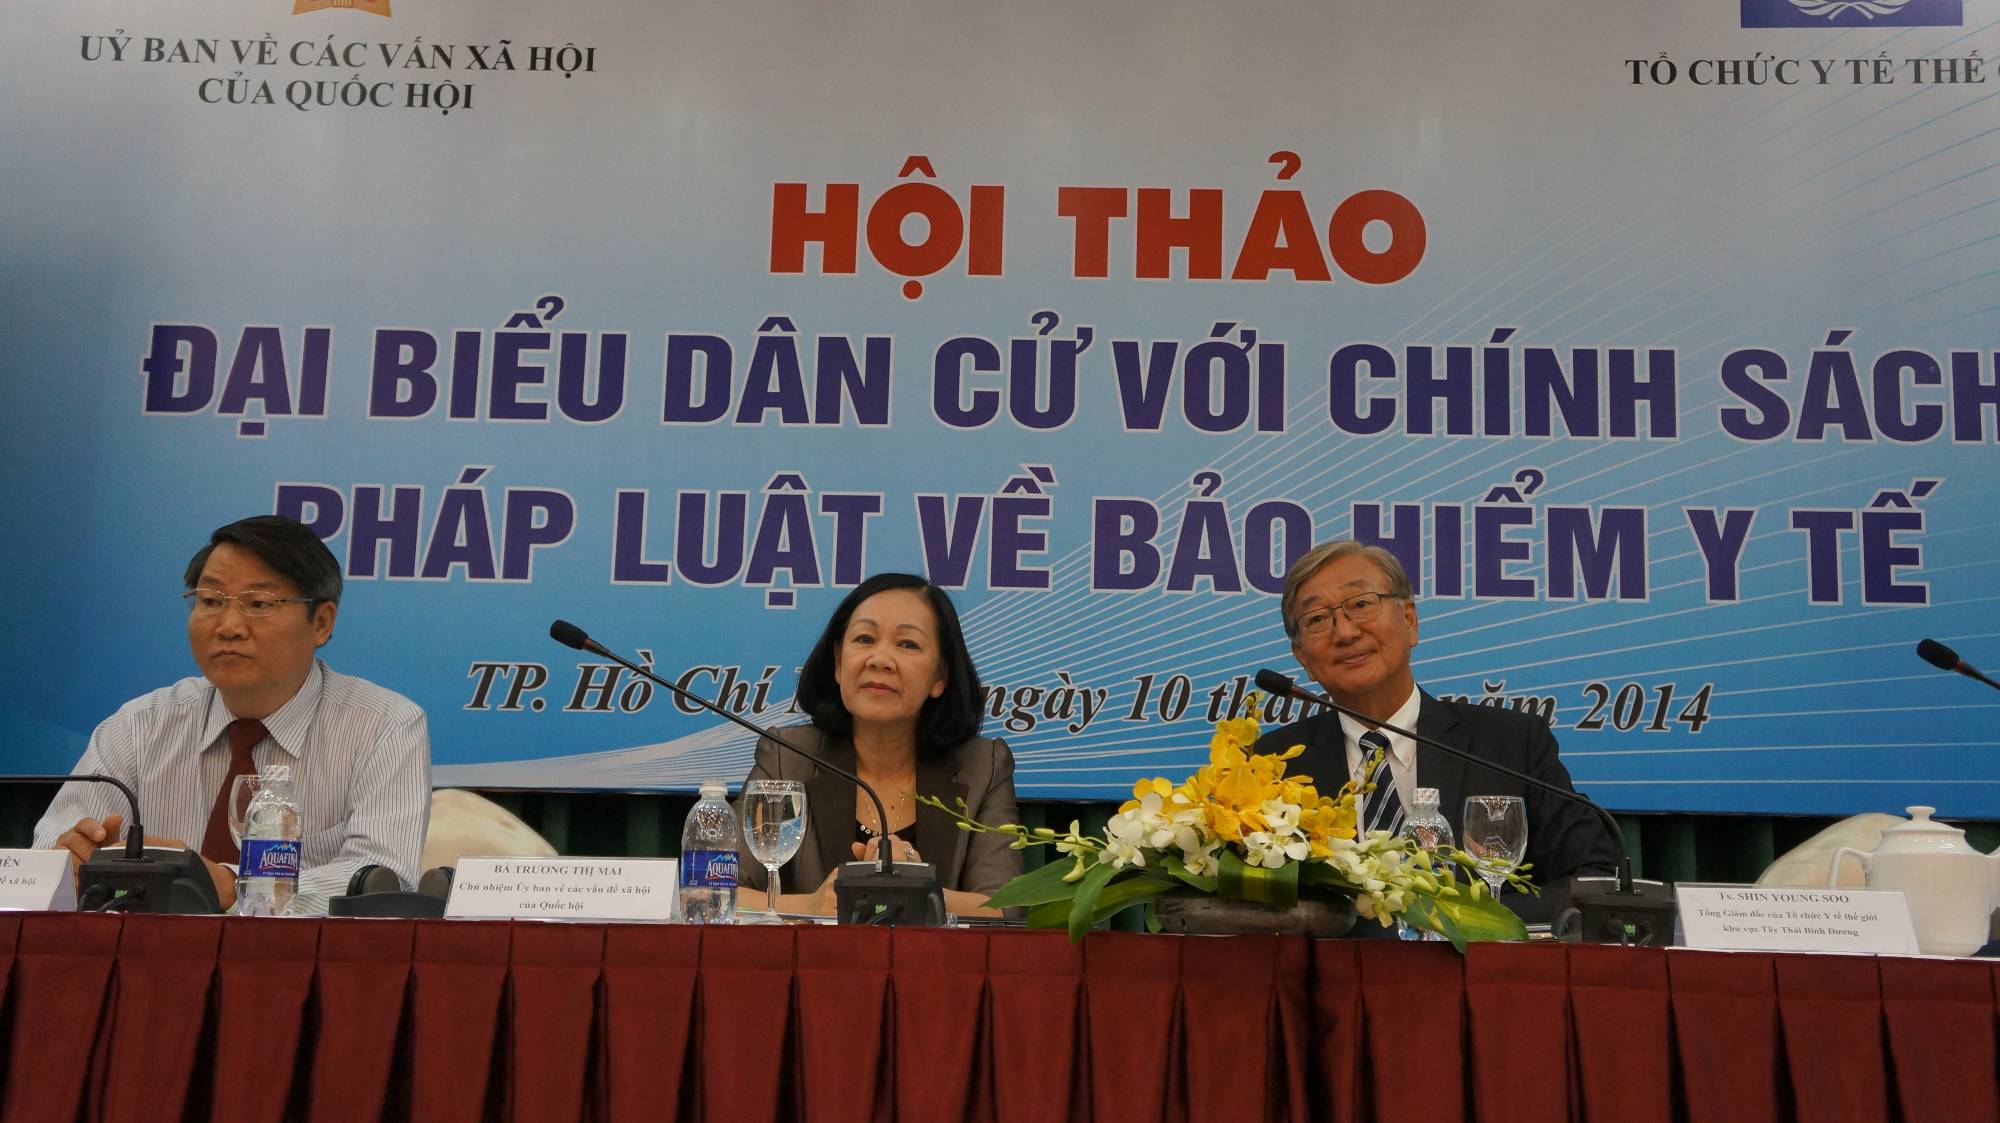 UỶ BAN VỀ CÁC VẤN XÃ HỘI
CỦA QUỐC HỘI
TỔ CHỨC Y TẾ THẾ
HỘI THẢO
ĐẠI BIỂU DÂN CỬ VỚI CHÍNH SÁCH
PHÁP LUẬT VỀ BẢO HIỂM Y TẾ
TP. Hồ Chí ngày 10 năm 2014
xã hội
BÀ TRƯƠNG THỊ MAI
Chủ nhiệm Ủy ban về các vấn đề xã hội
của Quốc hội
Ts. SHIN YOUNG SOO
Tổng Giám đốc của Tổ chức Y tế thế giới
khu vực Tây Thái Bình Dương
AQUAFINA
AQUAFINA